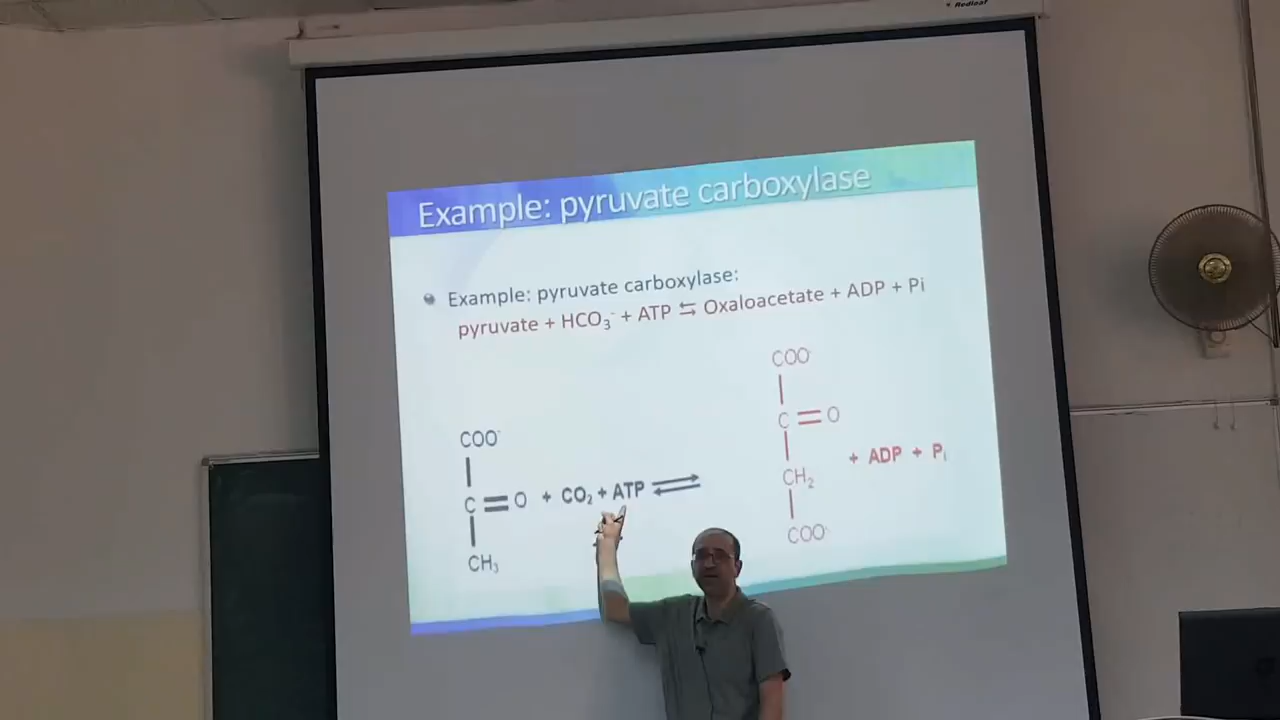 Redleaf
Example: pyruvate carboxylase
Example: pyruvate carboxylase:
pyruvate + HCO₃⁻ + ATP ⇆ Oxaloacetate + ADP + Pi
COO⁻
C=O + CO₂ + ATP ⇌
CH₃
COO⁻
C=O
+ ADP + Pᵢ
CH₂
COO⁻